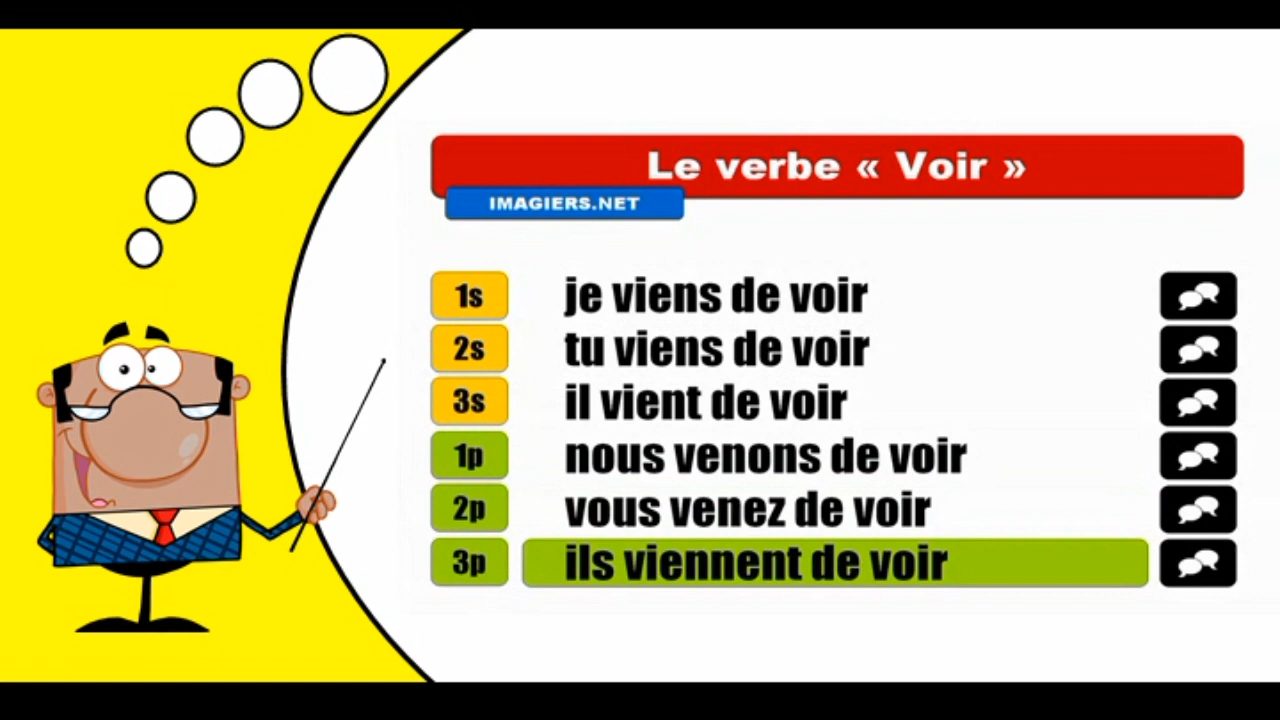 Le verbe « Voir »
IMAGIERS.NET
1s je viens de voir
2s tu viens de voir
3s il vient de voir
1p nous venons de voir
2p vous venez de voir
3p ils viennent de voir